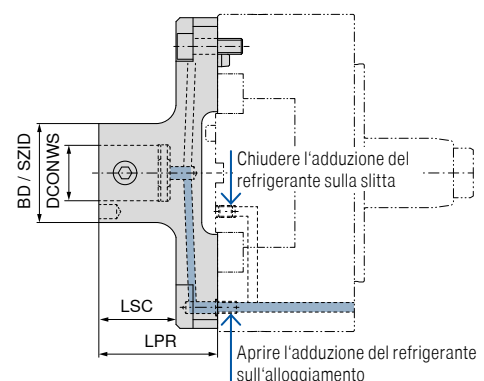 BD / SZID
DCONWS
Chiudere l‘adduzione del
refrigerante sulla slitta
LSC
LPR
Aprire l‘adduzione del refrigerante
sull‘alloggiamento